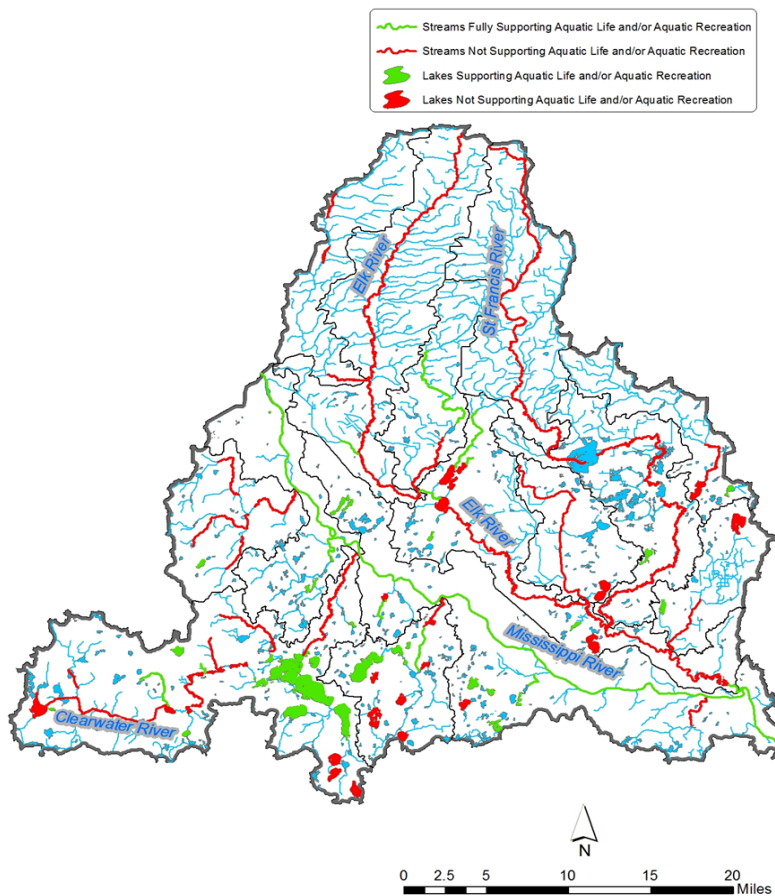 Streams Fully Supporting Aquatic Life and/or Aquatic Recreation
Streams Not Supporting Aquatic Life and/or Aquatic Recreation
Lakes Supporting Aquatic Life and/or Aquatic Recreation
Lakes Not Supporting Aquatic Life and/or Aquatic Recreation
Elk River
St Francis River
Elk River
Mississippi River
Clearwater River
N
0 2.5 5 10 15 20
Miles